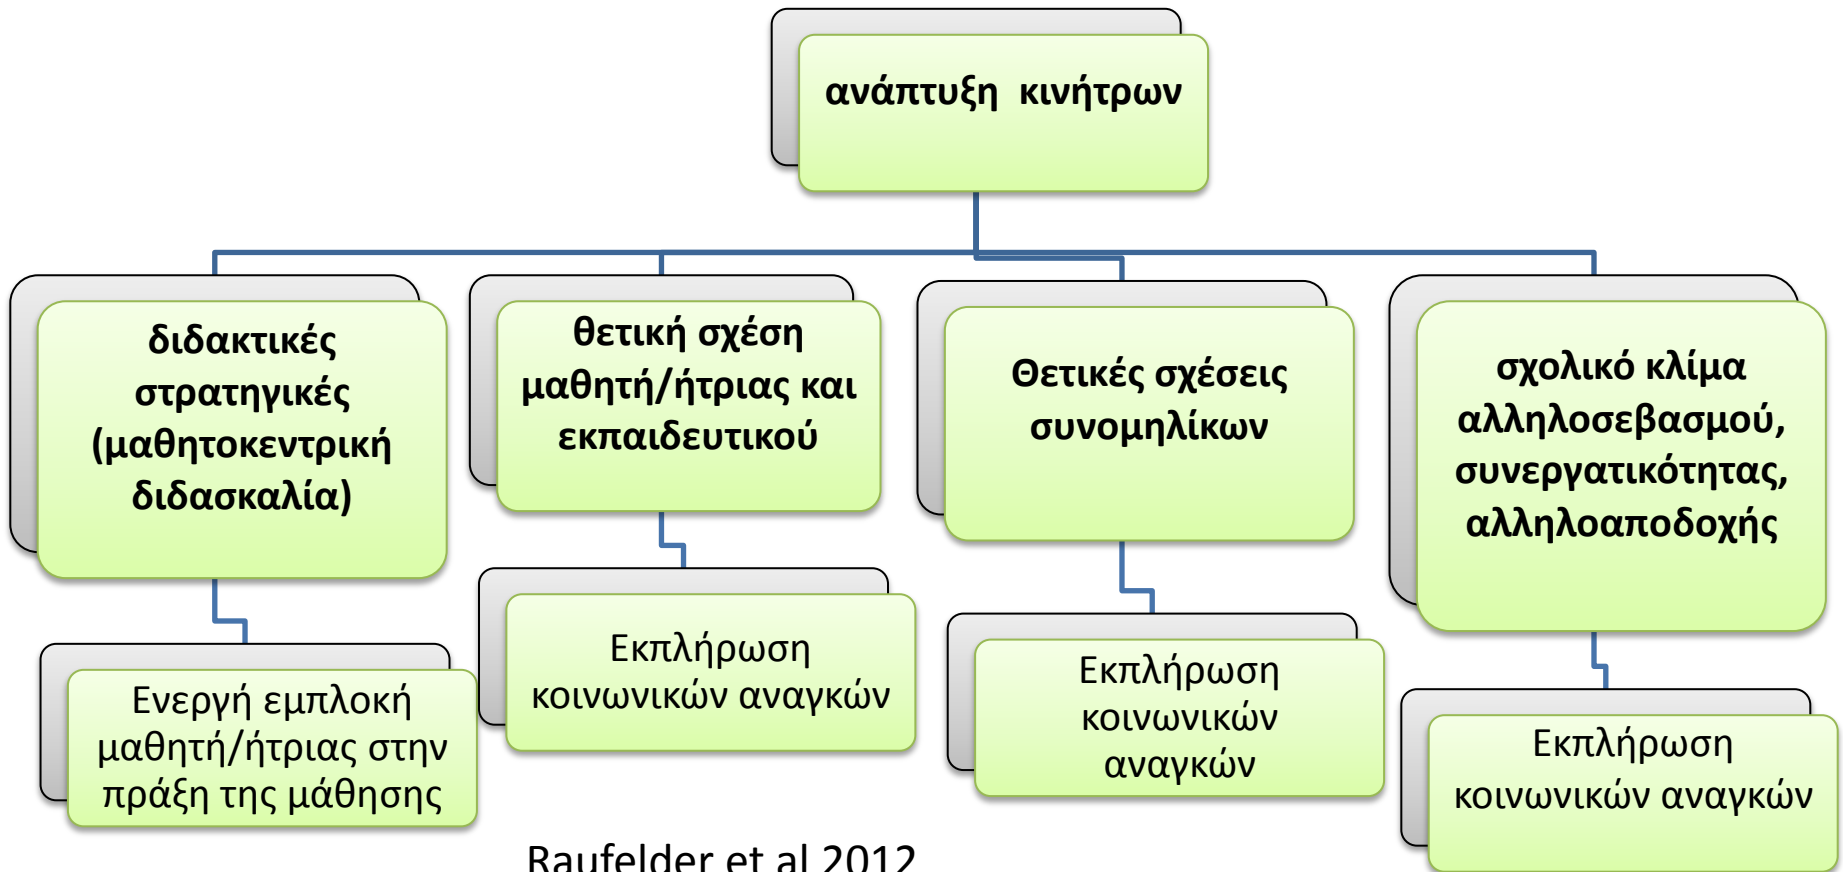 ανάπτυξη κινήτρων
διδακτικές
στρατηγικές
(μαθητοκεντρική
διδασκαλία)
θετική σχέση
μαθητή/ήτριας και
εκπαιδευτικού
Θετικές σχέσεις
συνομηλίκων
σχολικό κλίμα
αλληλοσεβασμού,
συνεργατικότητας,
αλληλοαποδοχής
Ενεργή εμπλοκή
μαθητή/ήτριας στην
πράξη της μάθησης
Εκπλήρωση
κοινωνικών αναγκών
Εκπλήρωση
κοινωνικών
αναγκών
Εκπλήρωση
κοινωνικών αναγκών
Raufelder et al 2012